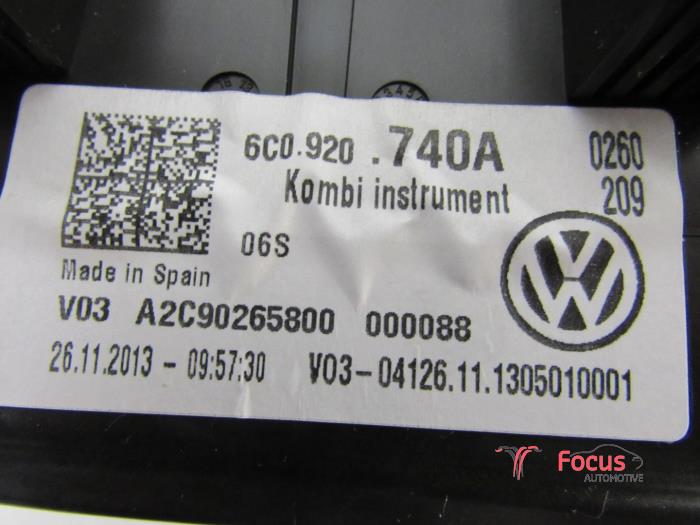 6C0.920 .740A 0260
Kombi instrument 209
06S
Made in Spain
V03 A2C90265800 000088
26.11.2013 - 09:57:30 V03-04126.11.1305010001
Focus
AUTOMOTIVE